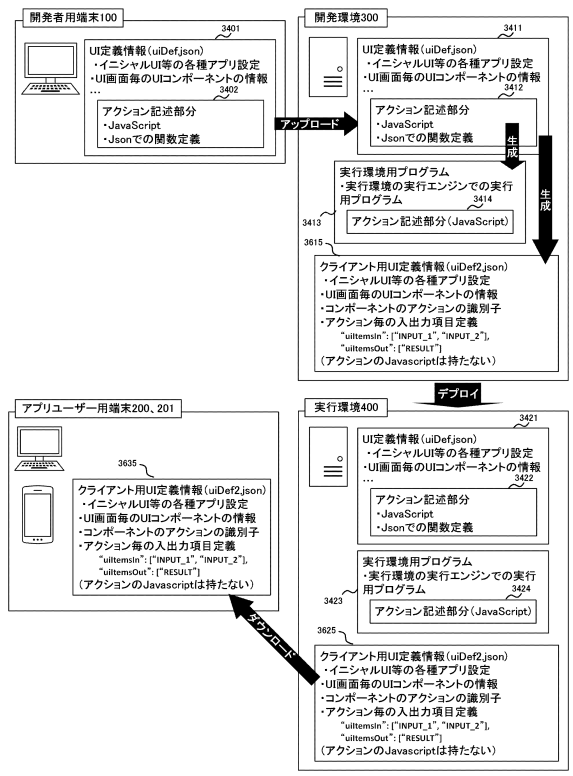 開発者用端末100
3401
UI定義情報(uiDef.json)
・イニシャルUI等の各種アプリ設定
・UI画面毎のUIコンポーネントの情報
…
3402
アクション記述部分
・JavaScript
・Jsonでの関数定義
アップロード
開発環境300
3411
UI定義情報(uiDef.json)
・イニシャルUI等の各種アプリ設定
・UI画面毎のUIコンポーネントの情報
…
3412
アクション記述部分
・JavaScript
・Jsonでの関数定義
生成
生成
実行環境用プログラム
・実行環境の実行エンジンでの実行
用プログラム
3414
3413
アクション記述部分(JavaScript)
3615
クライアント用UI定義情報(uiDef2.json)
・イニシャルUI等の各種アプリ設定
・UI画面毎のUIコンポーネントの情報
・コンポーネントのアクションの識別子
・アクション毎の入出力項目定義
“uiItemsIn”: [“INPUT_1”, “INPUT_2”],
“uiItemsOut”: [“RESULT”]
(アクションのJavascriptは持たない)
デプロイ
アプリユーザー用端末200、201
3635
クライアント用UI定義情報(uiDef2.json)
・イニシャルUI等の各種アプリ設定
・UI画面毎のUIコンポーネントの情報
・コンポーネントのアクションの識別子
・アクション毎の入出力項目定義
“uiItemsIn”: [“INPUT_1”, “INPUT_2”],
“uiItemsOut”: [“RESULT”]
(アクションのJavascriptは持たない)
ダウンロード
実行環境400
3421
UI定義情報(uiDef.json)
・イニシャルUI等の各種アプリ設定
・UI画面毎のUIコンポーネントの情報
…
3422
アクション記述部分
・JavaScript
・Jsonでの関数定義
実行環境用プログラム
・実行環境の実行エンジンでの実行
用プログラム
3424
3423
アクション記述部分(JavaScript)
3625
クライアント用UI定義情報(uiDef2.json)
・イニシャルUI等の各種アプリ設定
・UI画面毎のUIコンポーネントの情報
・コンポーネントのアクションの識別子
・アクション毎の入出力項目定義
“uiItemsIn”: [“INPUT_1”, “INPUT_2”],
“uiItemsOut”: [“RESULT”]
(アクションのJavascriptは持たない)